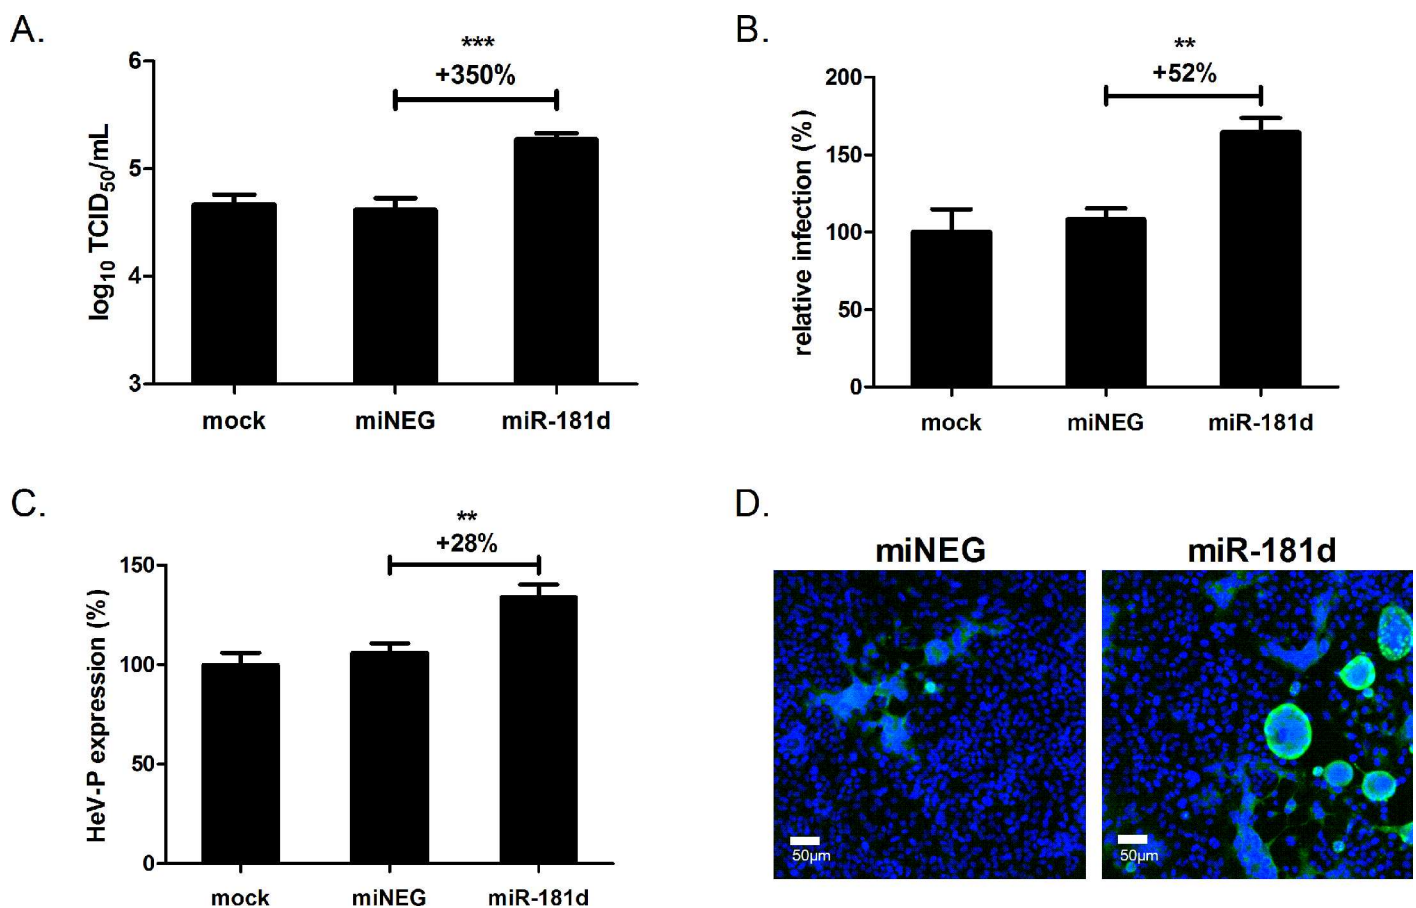 A.
***
+350%
6
5
4
3
log10 TCID50/mL
mock miNEG miR-181d
B.
**
+52%
200
150
100
50
0
relative infection (%)
mock miNEG miR-181d
C.
**
+28%
150
100
50
0
HeV-P expression (%)
mock miNEG miR-181d
D.
miNEG miR-181d
50µm 50µm